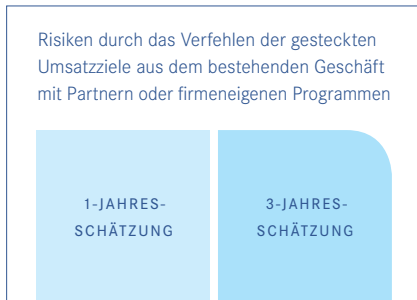 Risiken durch das Verfehlen der gesteckten
Umsatzziele aus dem bestehenden Geschäft
mit Partnern oder firmeneigenen Programmen
1-JAHRES-
SCHÄTZUNG
3-JAHRES-
SCHÄTZUNG